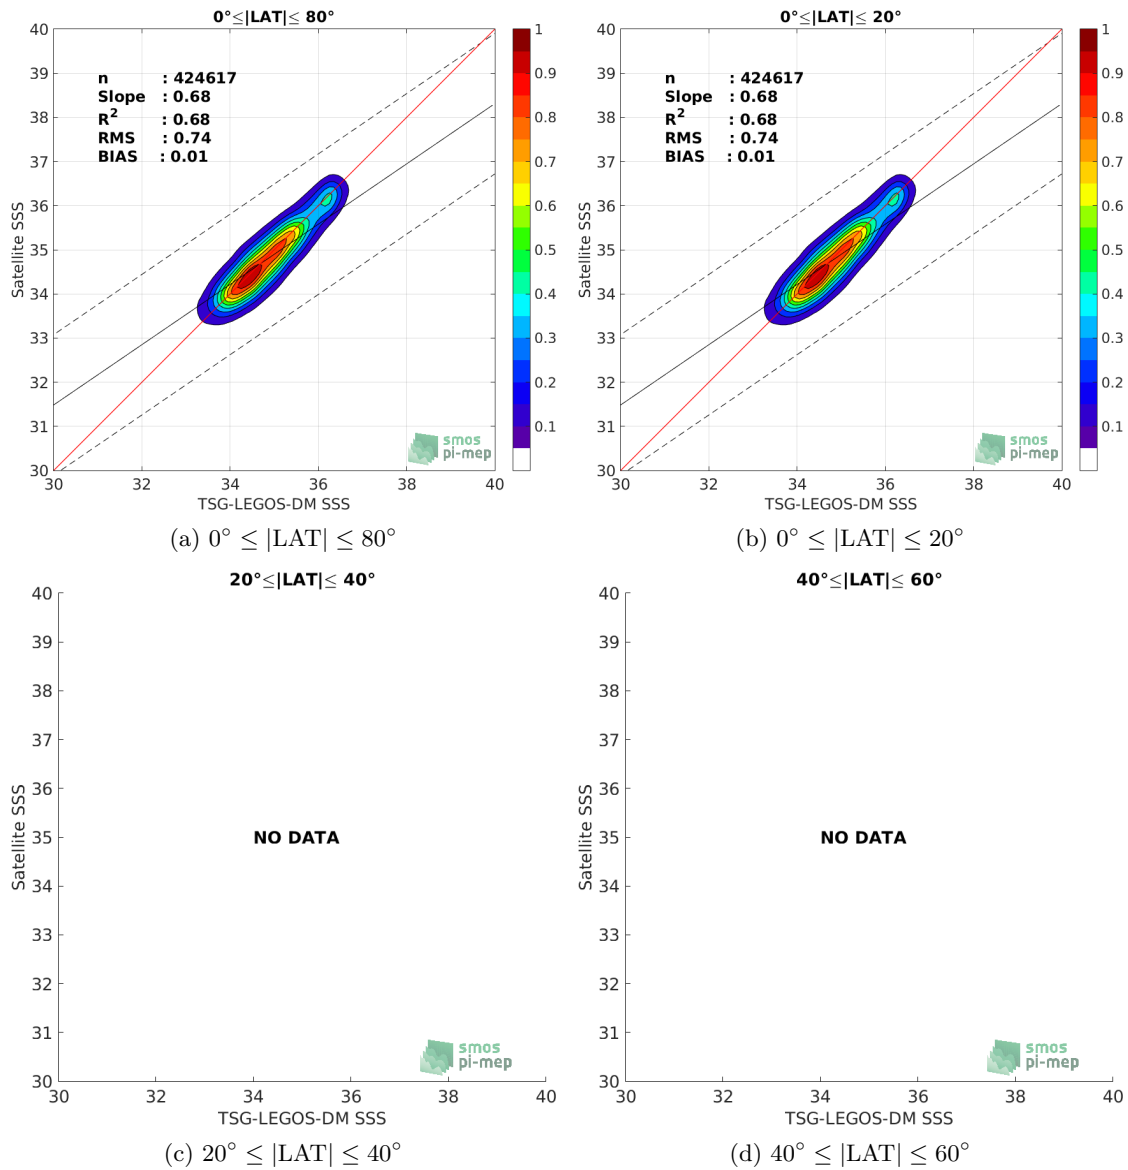 0°≤|LAT|≤ 80°
40
39
38
37
36
35
34
33
32
31
30
Satellite SSS
n : 424617
Slope : 0.68
R2 : 0.68
RMS : 0.74
BIAS : 0.01
smos
pi-mep
30 32 34 36 38 40
TSG-LEGOS-DM SSS
1
0.9
0.8
0.7
0.6
0.5
0.4
0.3
0.2
0.1
(a) 0° ≤ |LAT| ≤ 80°
0°≤|LAT|≤ 20°
40
39
38
37
36
35
34
33
32
31
30
Satellite SSS
n : 424617
Slope : 0.68
R2 : 0.68
RMS : 0.74
BIAS : 0.01
smos
pi-mep
30 32 34 36 38 40
TSG-LEGOS-DM SSS
1
0.9
0.8
0.7
0.6
0.5
0.4
0.3
0.2
0.1
(b) 0° ≤ |LAT| ≤ 20°
20°≤|LAT|≤ 40°
40
39
38
37
36
35
34
33
32
31
30
Satellite SSS
NO DATA
smos
pi-mep
30 32 34 36 38 40
TSG-LEGOS-DM SSS
(c) 20° ≤ |LAT| ≤ 40°
40°≤|LAT|≤ 60°
40
39
38
37
36
35
34
33
32
31
30
Satellite SSS
NO DATA
smos
pi-mep
30 32 34 36 38 40
TSG-LEGOS-DM SSS
(d) 40° ≤ |LAT| ≤ 60°